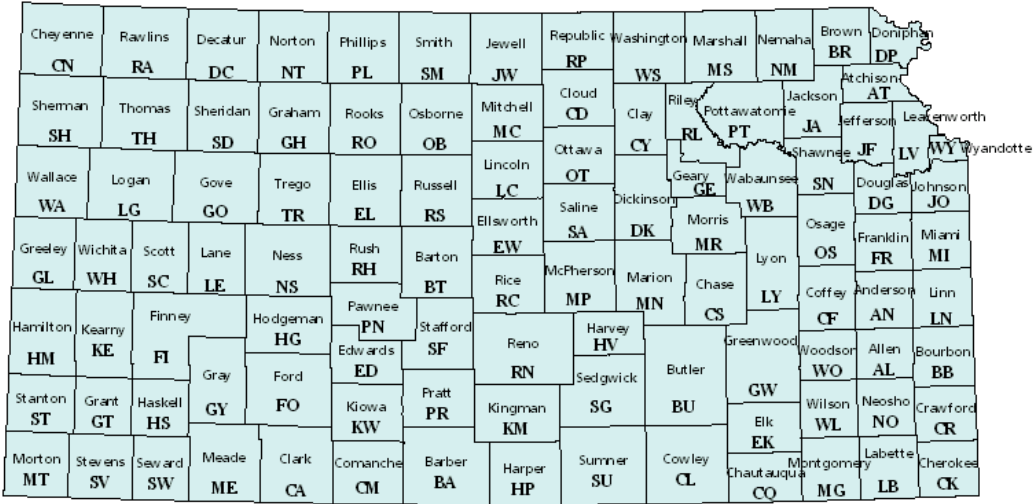 Cheyenne
CN
Rawlins
RA
Decatur
DC
Norton
NT
Phillips
PL
Smith
SM
Jewell
JW
Republic
RP
Washington
WS
Marshall
MS
Nemaha
NM
Brown
BR
Doniphan
DP
Atchison
AT
Sherman
SH
Thomas
TH
Sheridan
SD
Graham
GH
Rooks
RO
Osborne
OB
Mitchell
MC
Cloud
CD
Clay
CY
Riley
RL
Pottawatomie
PT
Jackson
JA
Jefferson
JF
Leavenworth
LV
WY
Wyandotte
Lincoln
LC
Ottawa
OT
Shawnee
SN
Wallace
WA
Logan
LG
Gove
GO
Trego
TR
Ellis
EL
Russell
RS
Ellsworth
EW
Saline
SA
Dickinson
DK
Geary
GE
Wabaunsee
WB
Douglas
DG
Johnson
JO
Morris
MR
Greeley
GL
Wichita
WH
Scott
SC
Lane
LE
Ness
NS
Rush
RH
Barton
BT
Rice
RC
McPherson
MP
Marion
MN
Chase
CS
Lyon
LY
Osage
OS
Franklin
FR
Miami
MI
Hamilton
HM
Kearny
KE
Finney
FI
Hodgeman
HG
Pawnee
PN
Stafford
SF
Edwards
ED
Reno
RN
Harvey
HV
Coffey
CF
Anderson
AN
Linn
LN
Greenwood
GW
Woodson
WO
Allen
AL
Bourbon
BB
Gray
GY
Ford
FO
Sedgwick
SG
Butler
BU
Stanton
ST
Grant
GT
Haskell
HS
Kiowa
KW
Pratt
PR
Kingman
KM
Elk
EK
Wilson
WL
Neosho
NO
Crawford
CR
Morton
MT
Stevens
SV
Seward
SW
Meade
ME
Clark
CA
Comanche
CM
Barber
BA
Harper
HP
Sumner
SU
Cowley
CL
Chautauqua
CQ
Montgomery
MG
Labette
LB
Cherokee
CK